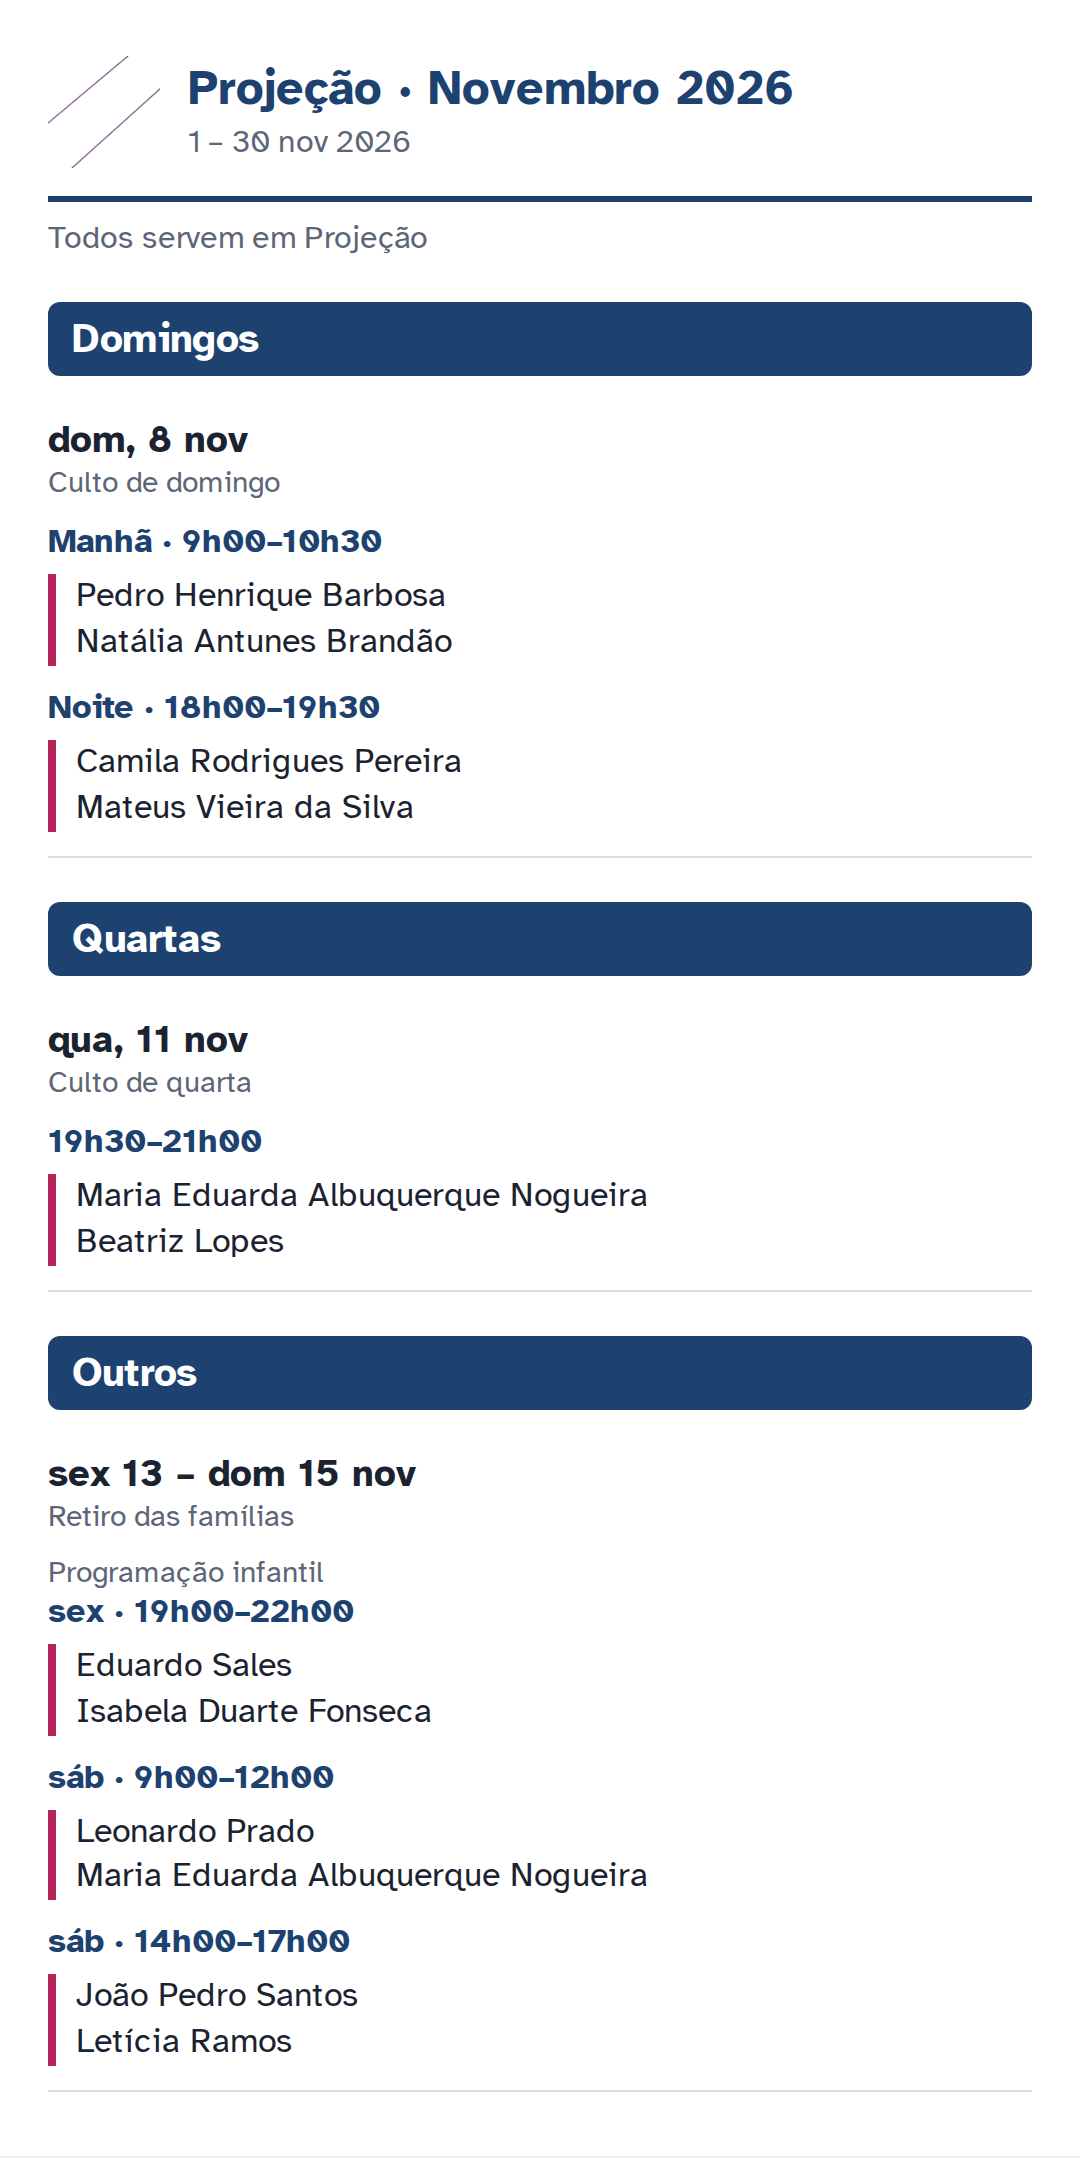 Projeção · Novembro 2026
1 – 30 nov 2026
Todos servem em Projeção
Domingos
dom, 8 nov
Culto de domingo
Manhã · 9h00–10h30
Pedro Henrique Barbosa
Natália Antunes Brandão
Noite · 18h00–19h30
Camila Rodrigues Pereira
Mateus Vieira da Silva
Quartas
qua, 11 nov
Culto de quarta
19h30–21h00
Maria Eduarda Albuquerque Nogueira
Beatriz Lopes
Outros
sex 13 – dom 15 nov
Retiro das famílias
Programação infantil
sex · 19h00–22h00
Eduardo Sales
Isabela Duarte Fonseca
sáb · 9h00–12h00
Leonardo Prado
Maria Eduarda Albuquerque Nogueira
sáb · 14h00–17h00
João Pedro Santos
Letícia Ramos